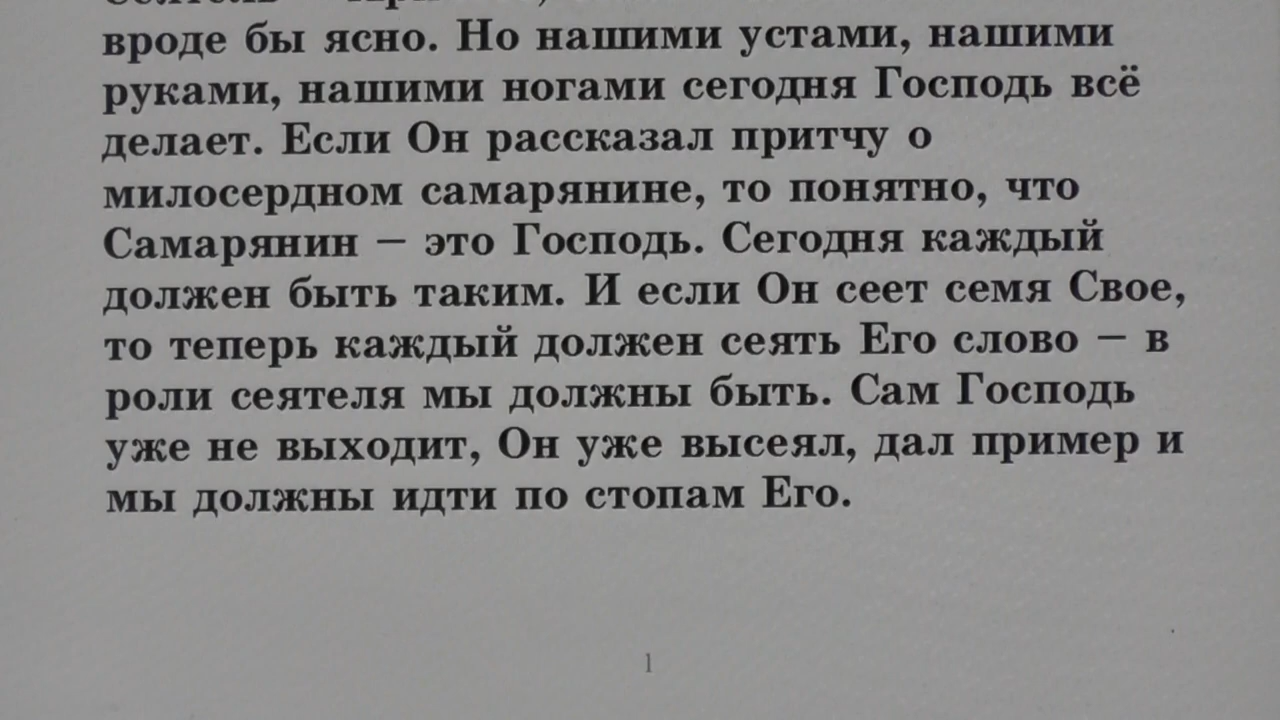 вроде бы ясно. Но нашими устами, нашими
руками, нашими ногами сегодня Господь всё
делает. Если Он рассказал притчу о
милосердном самарянине, то понятно, что
Самарянин – это Господь. Сегодня каждый
должен быть таким. И если Он сеет семя Свое,
то теперь каждый должен сеять Его слово – в
роли сеятеля мы должны быть. Сам Господь
уже не выходит, Он уже высеял, дал пример и
мы должны идти по стопам Его.
1